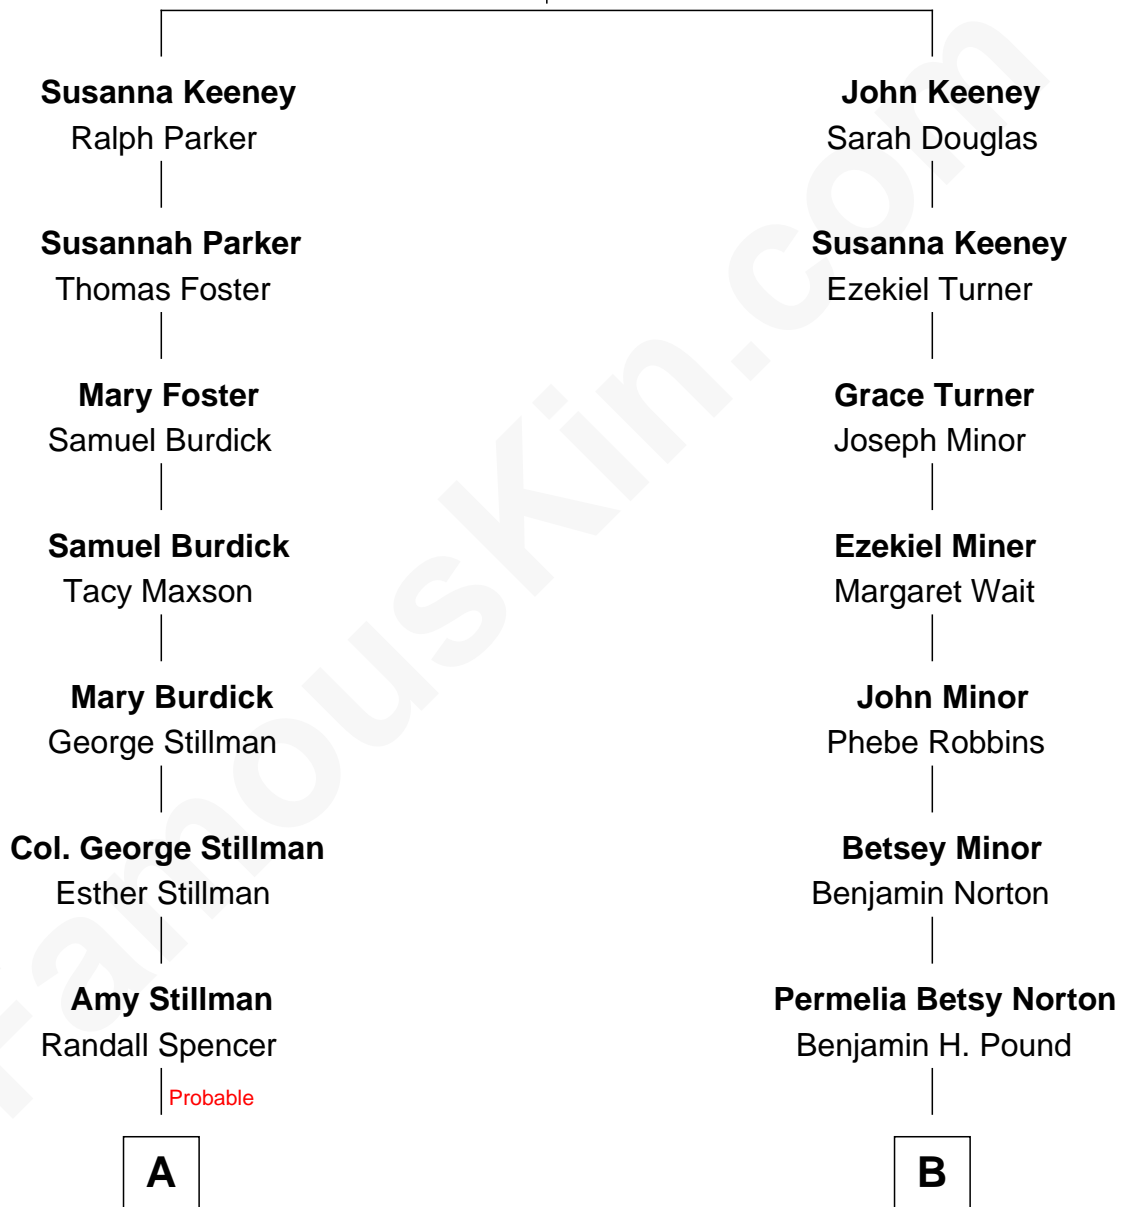 Susanna Keeney
Ralph Parker
Susannah Parker
Thomas Foster
Mary Foster
Samuel Burdick
Samuel Burdick
Tacy Maxson
Mary Burdick
George Stillman
Col. George Stillman
Esther Stillman
Amy Stillman
Randall Spencer
Probable
A
John Keeney
Sarah Douglas
Susanna Keeney
Ezekiel Turner
Grace Turner
Joseph Minor
Ezekiel Miner
Margaret Wait
John Minor
Phebe Robbins
Betsey Minor
Benjamin Norton
Permelia Betsy Norton
Benjamin H. Pound
B
FamousKin.com